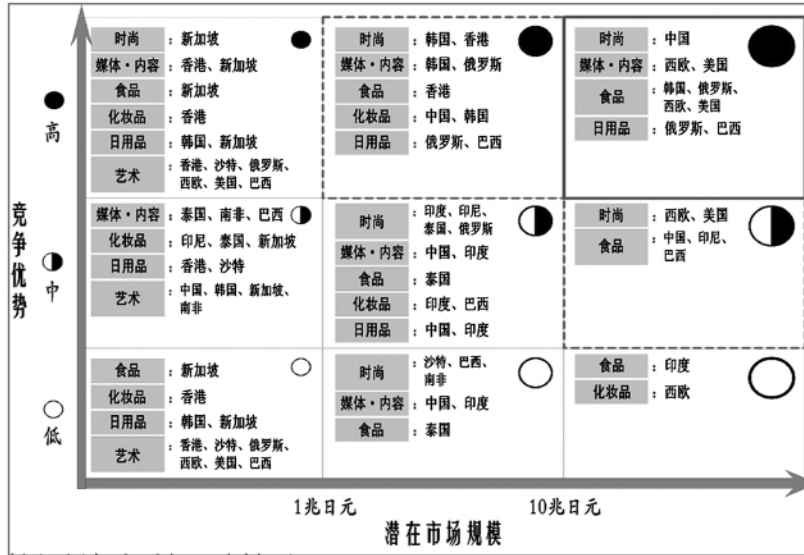 竞争优势
高
中
低
时尚：新加坡
媒体·内容：香港、新加坡
食品：新加坡
化妆品：香港
日用品：韩国、新加坡
艺术：香港、沙特、俄罗斯、
西欧、美国、巴西
时尚：韩国、香港
媒体·内容：韩国、俄罗斯
食品：香港
化妆品：中国、韩国
日用品：俄罗斯、巴西
时尚：中国
媒体·内容：西欧、美国
食品：韩国、俄罗斯、
西欧、美国
日用品：俄罗斯、巴西
媒体·内容：泰国、南非、巴西
化妆品：印尼、泰国、新加坡
日用品：香港、沙特
艺术：中国、韩国、新加坡、
南非
时尚：印度、印尼、
泰国、俄罗斯
媒体·内容：中国、印度
食品：泰国
化妆品：印度、巴西
日用品：中国、印度
时尚：西欧、美国
食品：中国、印尼、
巴西
食品：新加坡
化妆品：香港
日用品：韩国、新加坡
艺术：香港、沙特、俄罗斯、
西欧、美国、巴西
时尚：沙特、巴西、
南非
媒体·内容：中国、印度
食品：泰国
食品：印度
化妆品：西欧
1兆日元
10兆日元
潜在市场规模